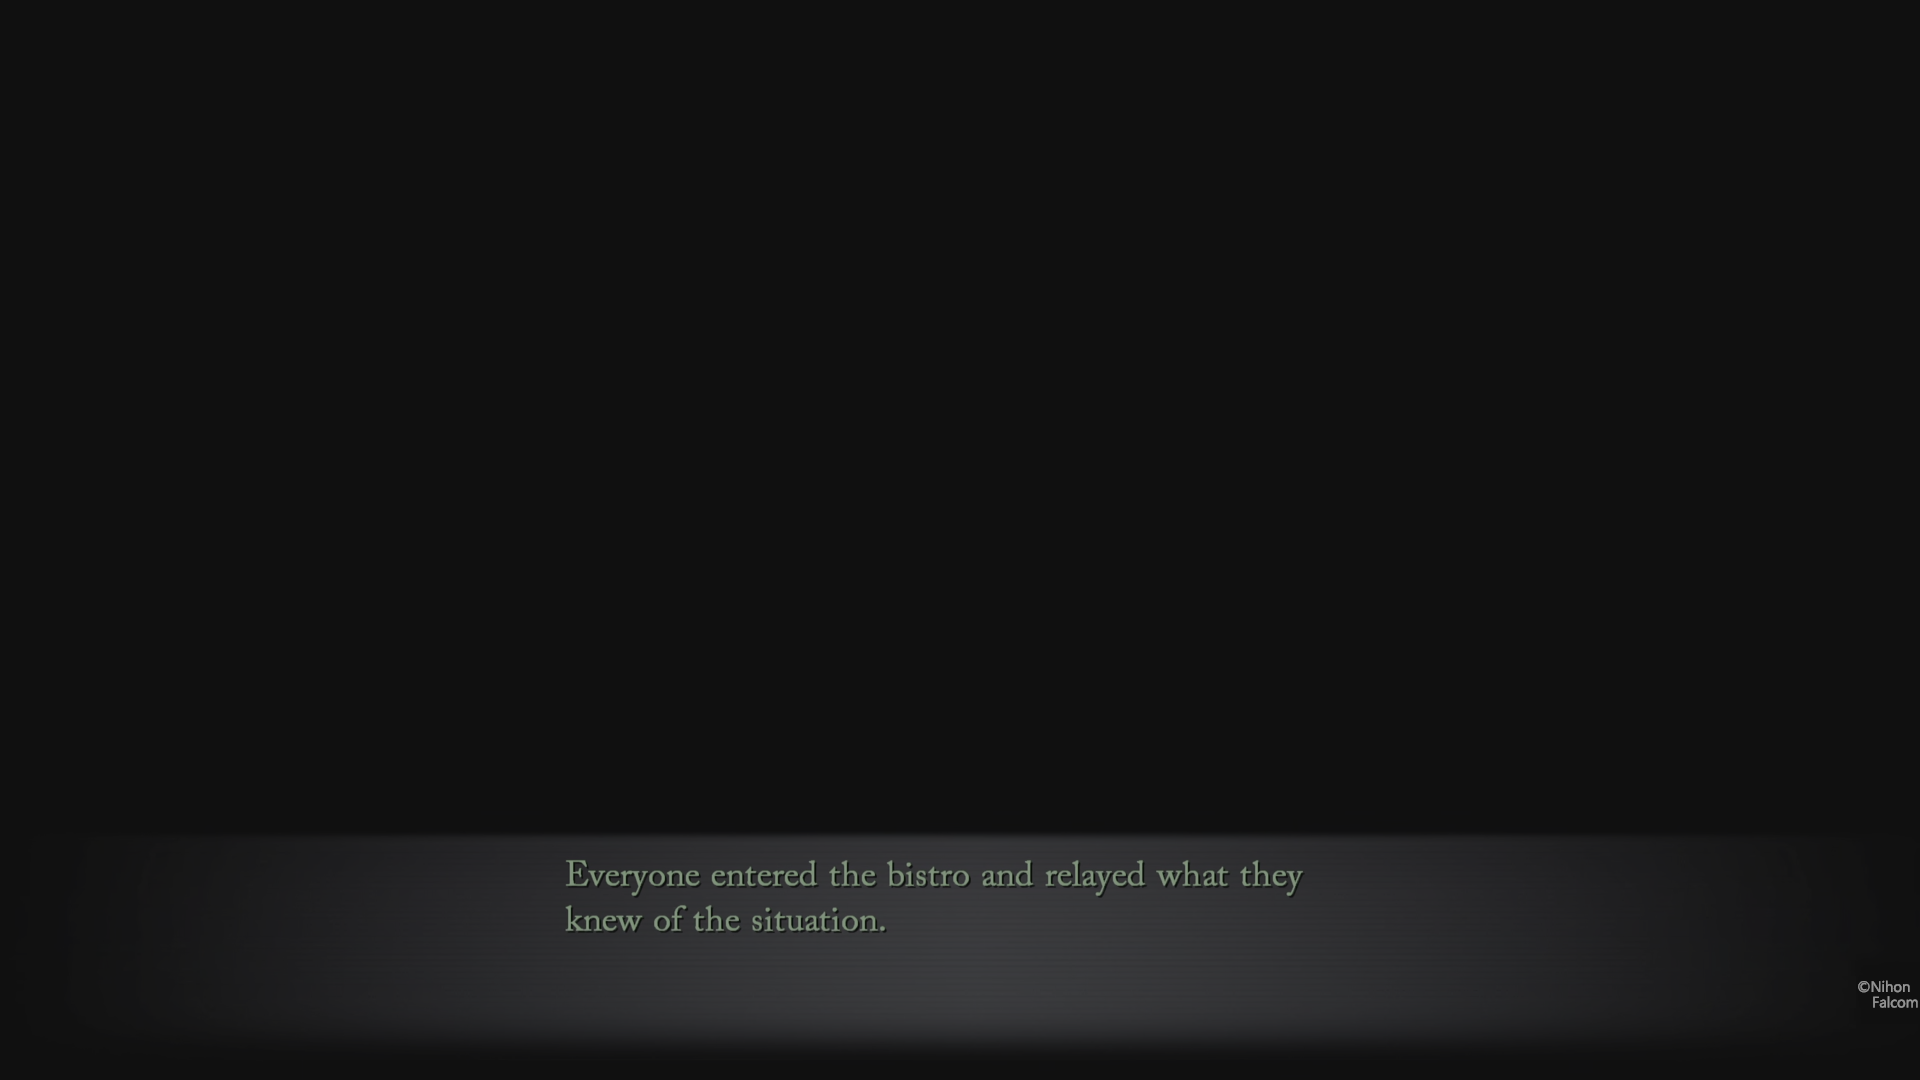 Everyone entered the bistro and relayed what they
knew of the situation.
©Nihon
Falcom